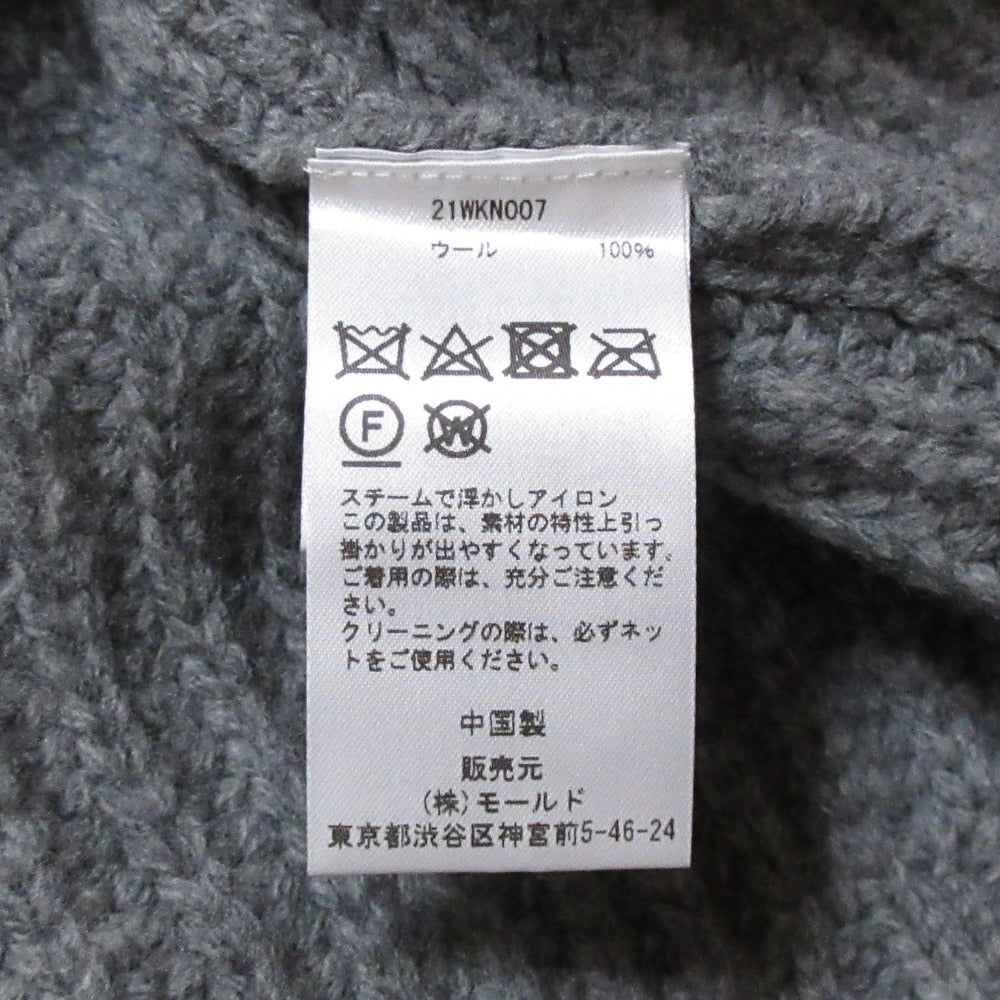 21WKN007
ウール 100%
F
W
スチームで浮かしアイロン
この製品は、素材の特性上引っ
掛かりが出やすくなっています。
ご着用の際は、充分ご注意くだ
さい。
クリーニングの際は、必ずネッ
トをご使用ください。
中国製
販売元
(株)モールド
東京都渋谷区神宮前5-46-24